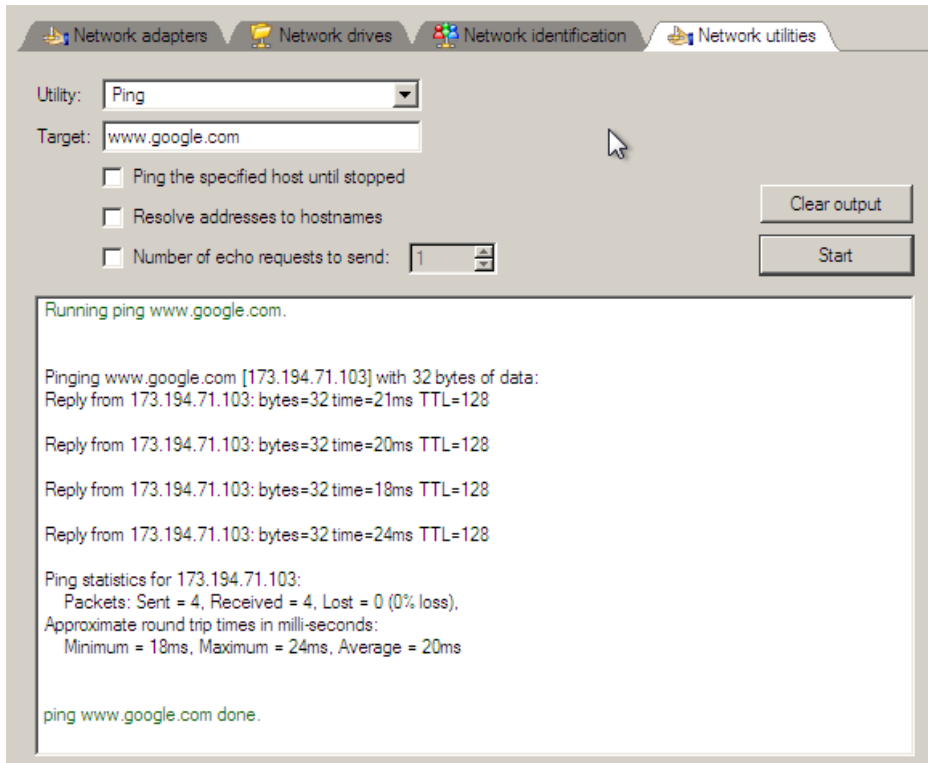 Network adapters Network drives Network identification Network utilities
Utility: Ping
Target: www.google.com
Ping the specified host until stopped
Resolve addresses to hostnames
Clear output
Number of echo requests to send: 1
Start
Running ping www.google.com.
Pinging www.google.com [173.194.71.103] with 32 bytes of data:
Reply from 173.194.71.103: bytes=32 time=21ms TTL=128
Reply from 173.194.71.103: bytes=32 time=20ms TTL=128
Reply from 173.194.71.103: bytes=32 time=18ms TTL=128
Reply from 173.194.71.103: bytes=32 time=24ms TTL=128
Ping statistics for 173.194.71.103:
Packets: Sent = 4, Received = 4, Lost = 0 (0% loss),
Approximate round trip times in milli-seconds:
Minimum = 18ms, Maximum = 24ms, Average = 20ms
ping www.google.com done.